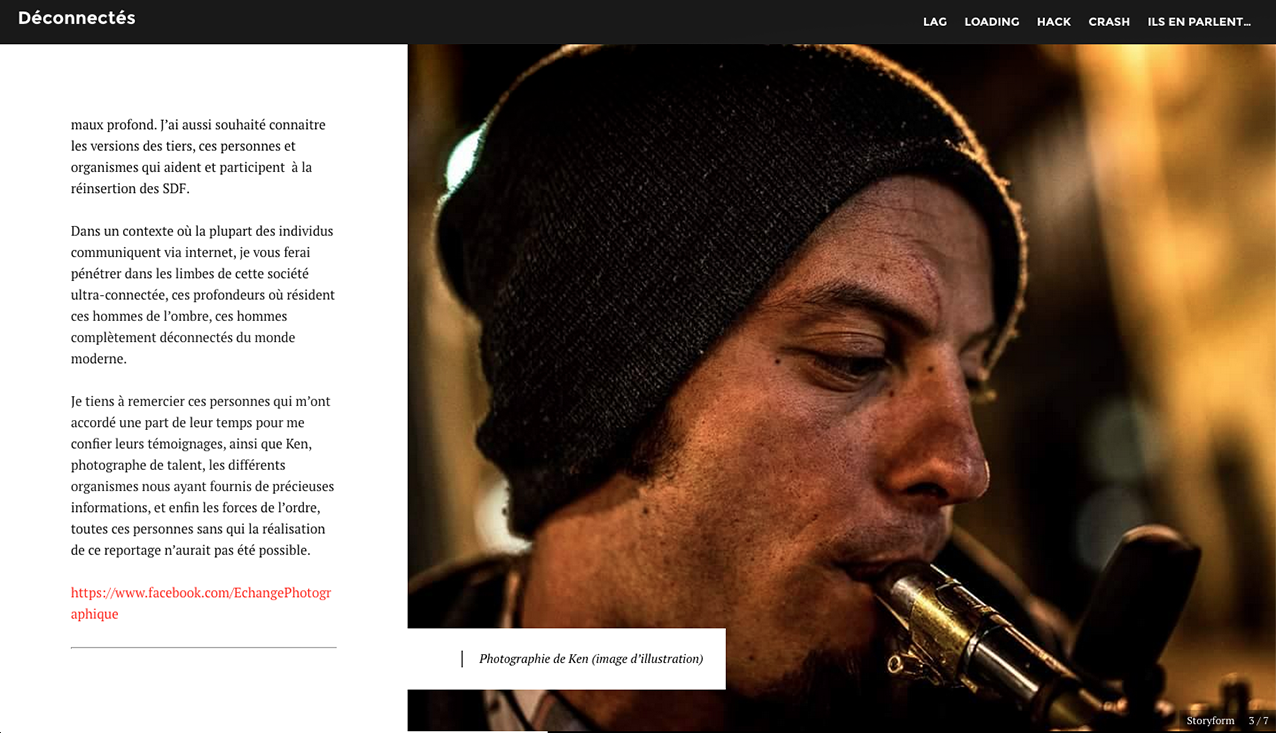 Déconnectés
LAG LOADING HACK CRASH ILS EN PARLENT...
maux profond. J'ai aussi souhaité connaitre
les versions des tiers, ces personnes et
organismes qui aident et participent à la
réinsertion des SDF.
Dans un contexte où la plupart des individus
communiquent via internet, je vous ferai
pénétrer dans les limbes de cette société
ultra-connectée, ces profondeurs où résident
ces hommes de l'ombre, ces hommes
complètement déconnectés du monde
moderne.
Je tiens à remercier ces personnes qui m'ont
accordé une part de leur temps pour me
confier leurs témoignages, ainsi que Ken,
photographe de talent, les différents
organismes nous ayant fournis de précieuses
informations, et enfin les forces de l'ordre,
toutes ces personnes sans qui la réalisation
de ce reportage n'aurait pas été possible.
https://www.facebook.com/EchangePhotogr
aphique
Photographie de Ken (image d'illustration)
Storyform 3 / 7